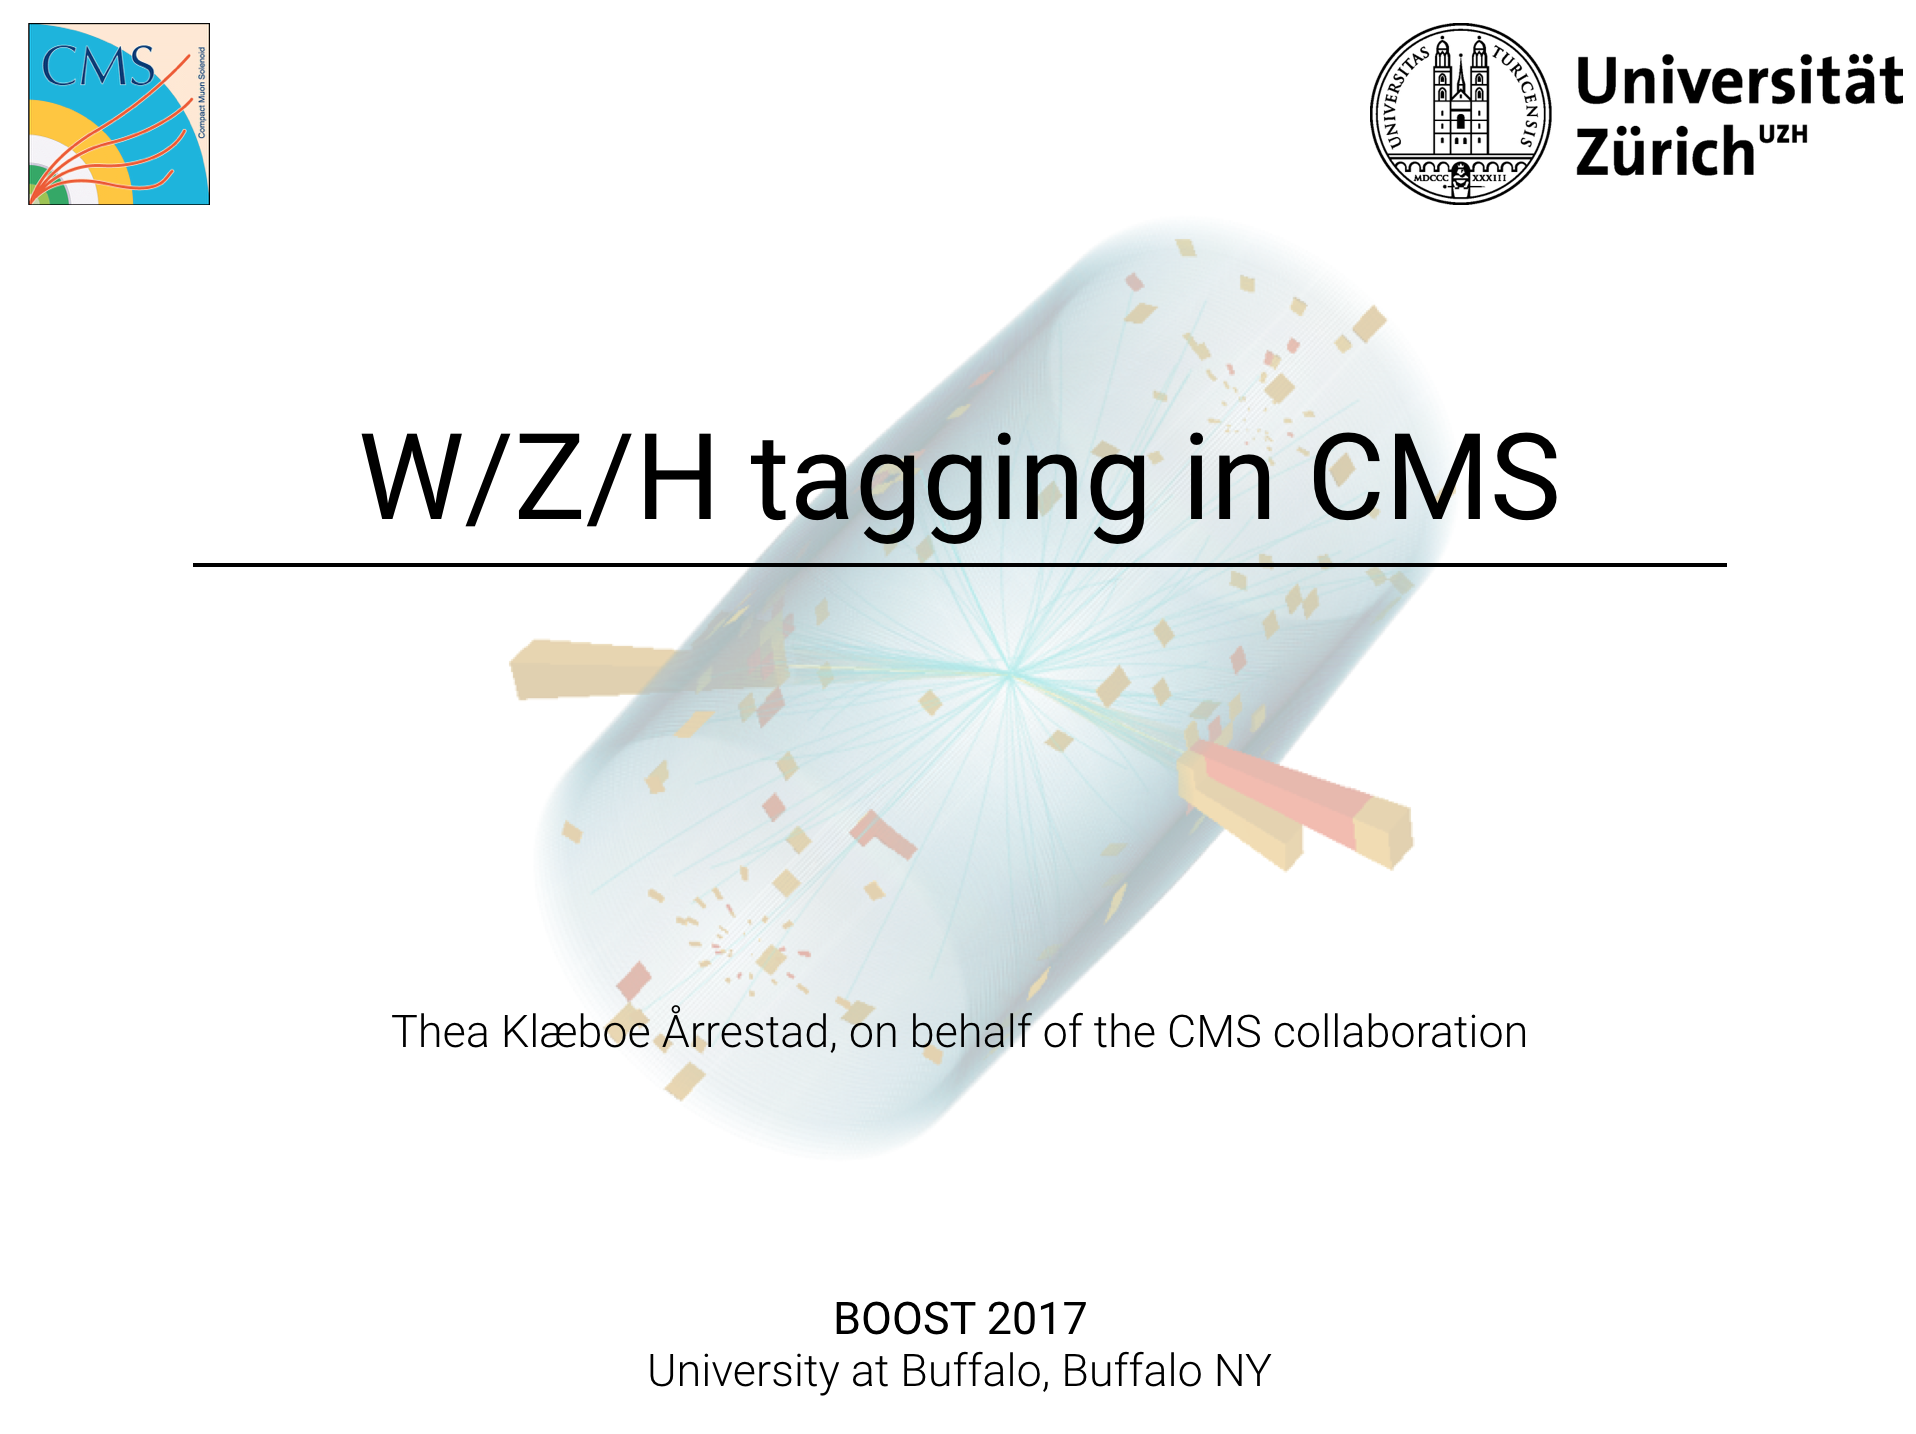 CMS
Compact Muon Solenoid
UNIVERSITAS TURICENSIS
MDCCC XXXIII
Universität
Zürich UZH
W/Z/H tagging in CMS
Thea Klæboe Årrestad, on behalf of the CMS collaboration
BOOST 2017
University at Buffalo, Buffalo NY